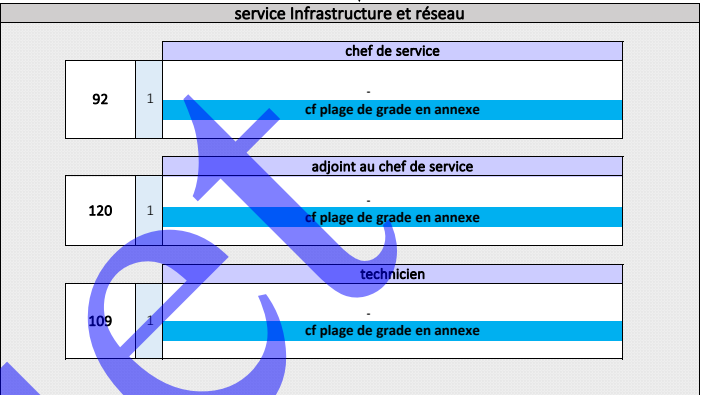 service Infrastructure et réseau
chef de service
92 1 -
cf plage de grade en annexe
adjoint au chef de service
120 1 -
cf plage de grade en annexe
technicien
109 1 -
cf plage de grade en annexe
et